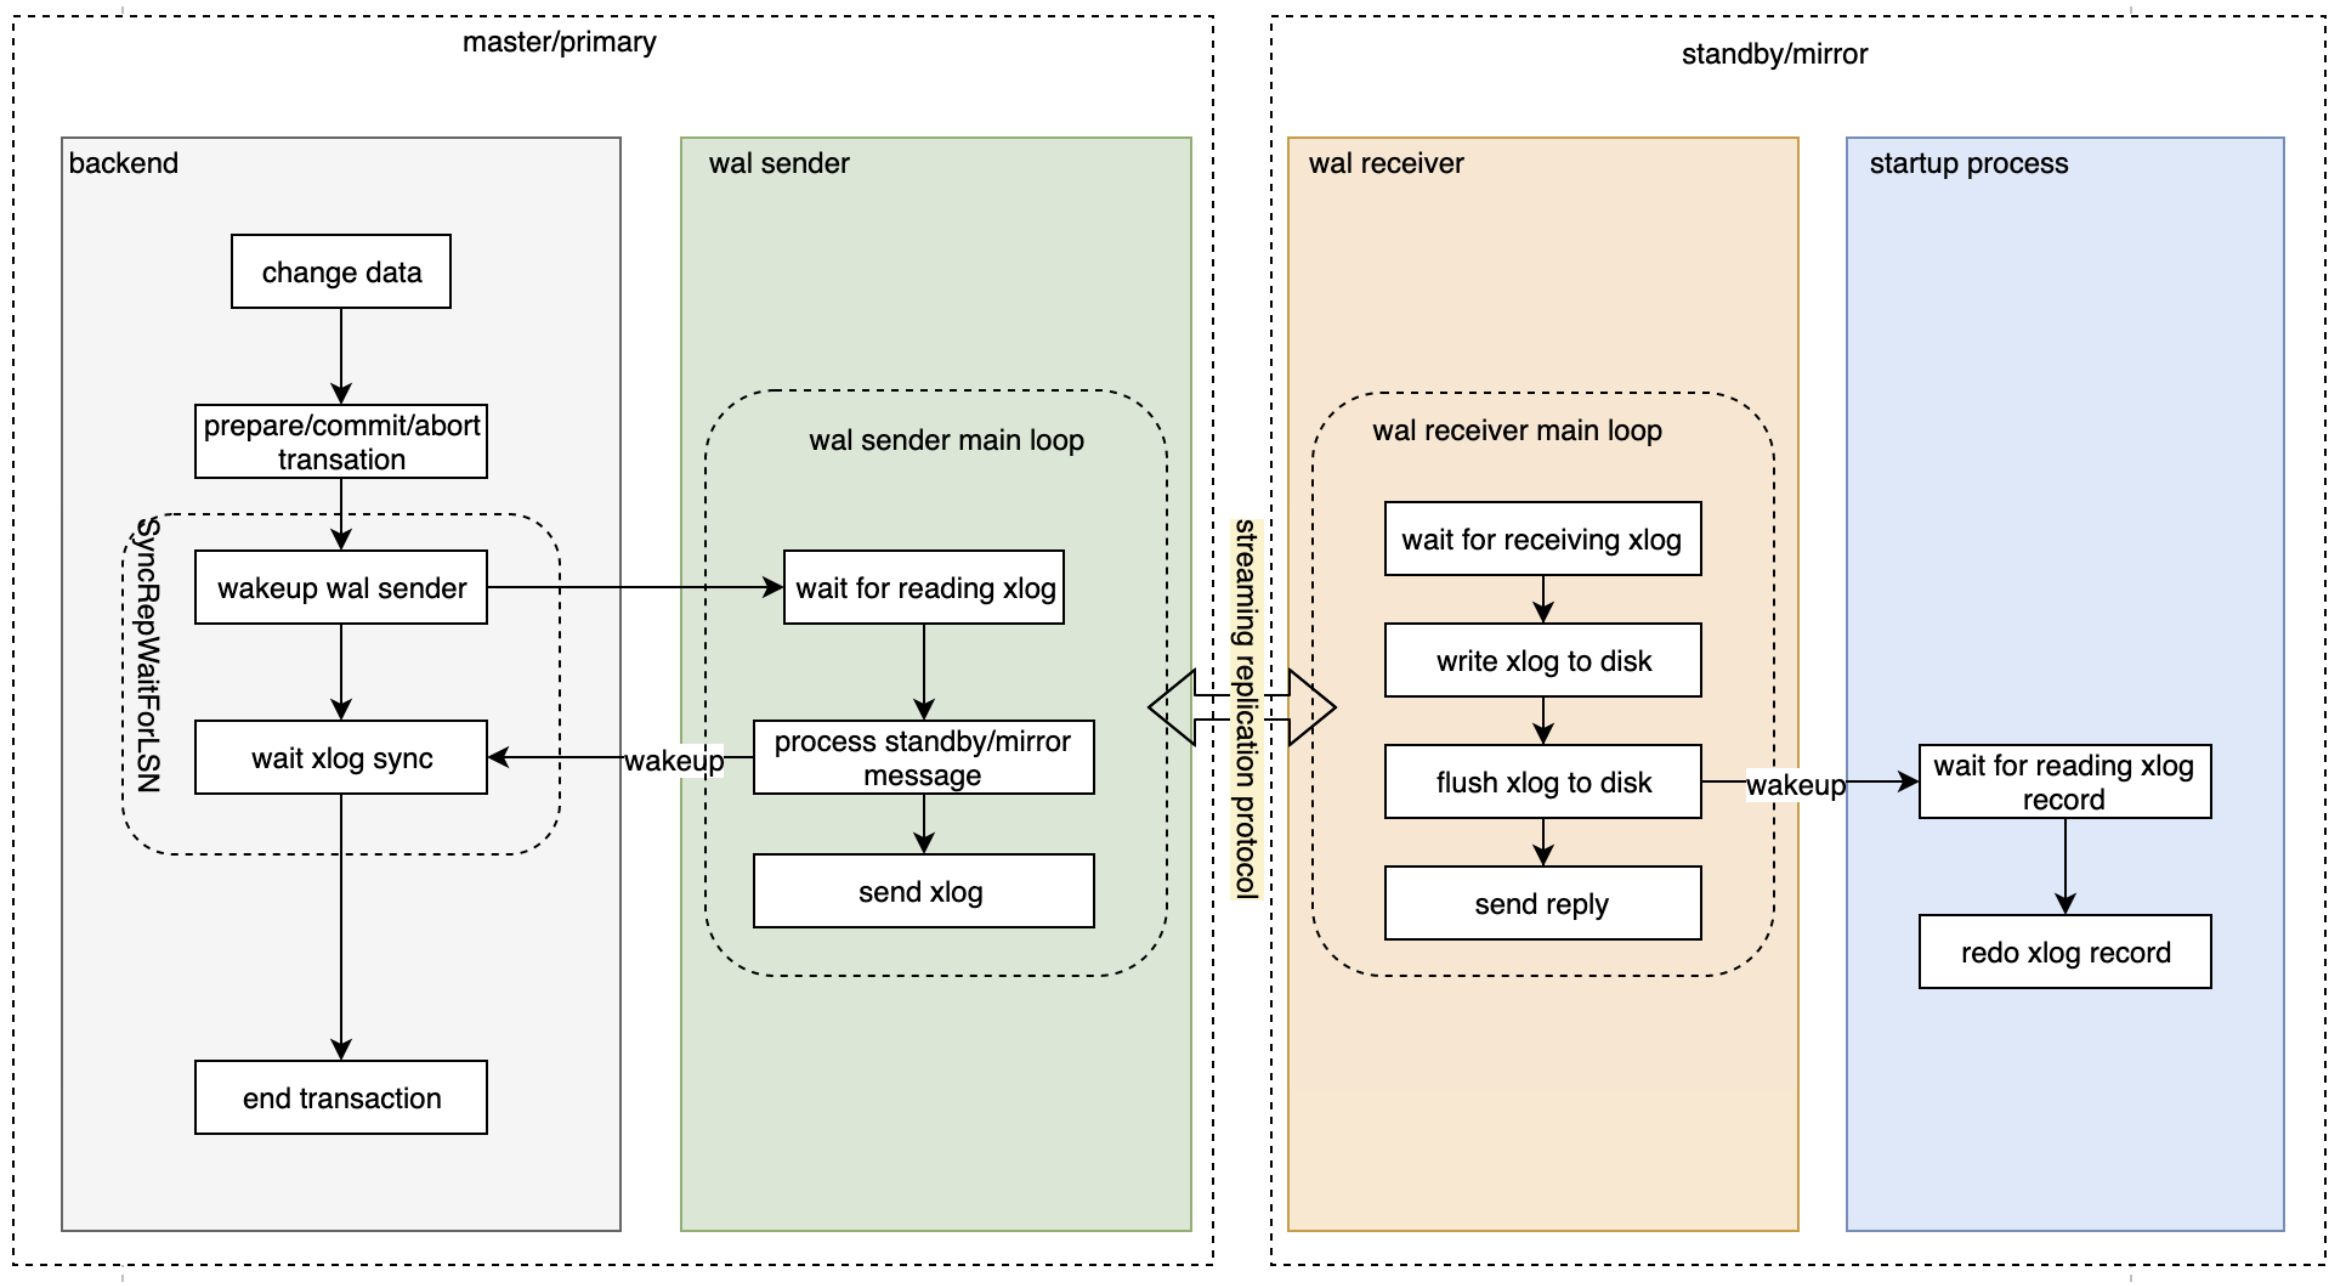 master/primary
standby/mirror
backend
wal sender
wal receiver
startup process
change data
prepare/commit/abort
transation
SyncRepWaitForLSN
wakeup wal sender
wait xlog sync
end transaction
wal sender main loop
wait for reading xlog
process standby/mirror
message
wakeup
send xlog
streaming replication protocol
wal receiver main loop
wait for receiving xlog
write xlog to disk
flush xlog to disk
send reply
wakeup
wait for reading xlog
record
redo xlog record